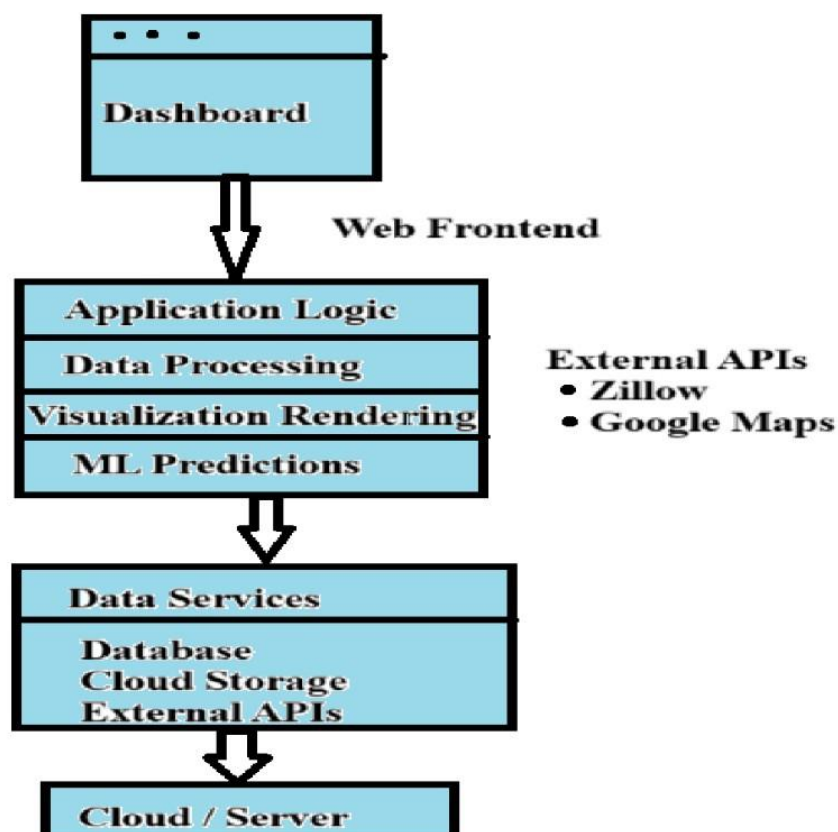 Dashboard
Web Frontend
Application Logic
Data Processing
Visualization Rendering
ML Predictions
External APIs
• Zillow
• Google Maps
Data Services
Database
Cloud Storage
External APIs
Cloud / Server